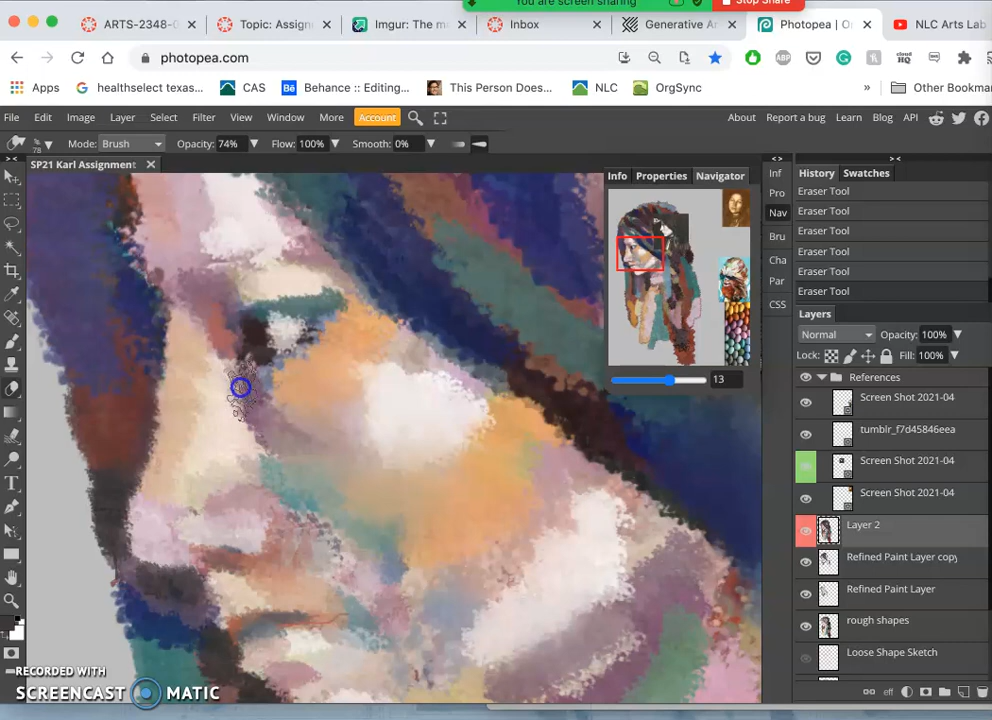 You are screen sharing Stop Share
ARTS-2348-0 Topic: Assign Imgur: The m Inbox Generative Ar Photopea | O NLC Arts Lab
photopea.com
Apps healthselect texas... CAS Behance :: Editing... This Person Does... NLC OrgSync » Other Bookmar
File Edit Image Layer Select Filter View Window More Account About Report a bug Learn Blog API
78 Mode: Brush Opacity: 74% Flow: 100% Smooth: 0%
SP21 Karl Assignment
Info Properties Navigator
13
Inf
Pro
Nav
Bru
Cha
Par
CSS
History Swatches
Eraser Tool
Eraser Tool
Eraser Tool
Eraser Tool
Eraser Tool
Eraser Tool
Layers
Normal Opacity: 100%
Lock: Fill: 100%
References
Screen Shot 2021-04
tumblr_f7d45846eea
Screen Shot 2021-04
Screen Shot 2021-04
Layer 2
Refined Paint Layer copy
Refined Paint Layer
rough shapes
Loose Shape Sketch
eff
RECORDED WITH
SCREENCAST MATIC